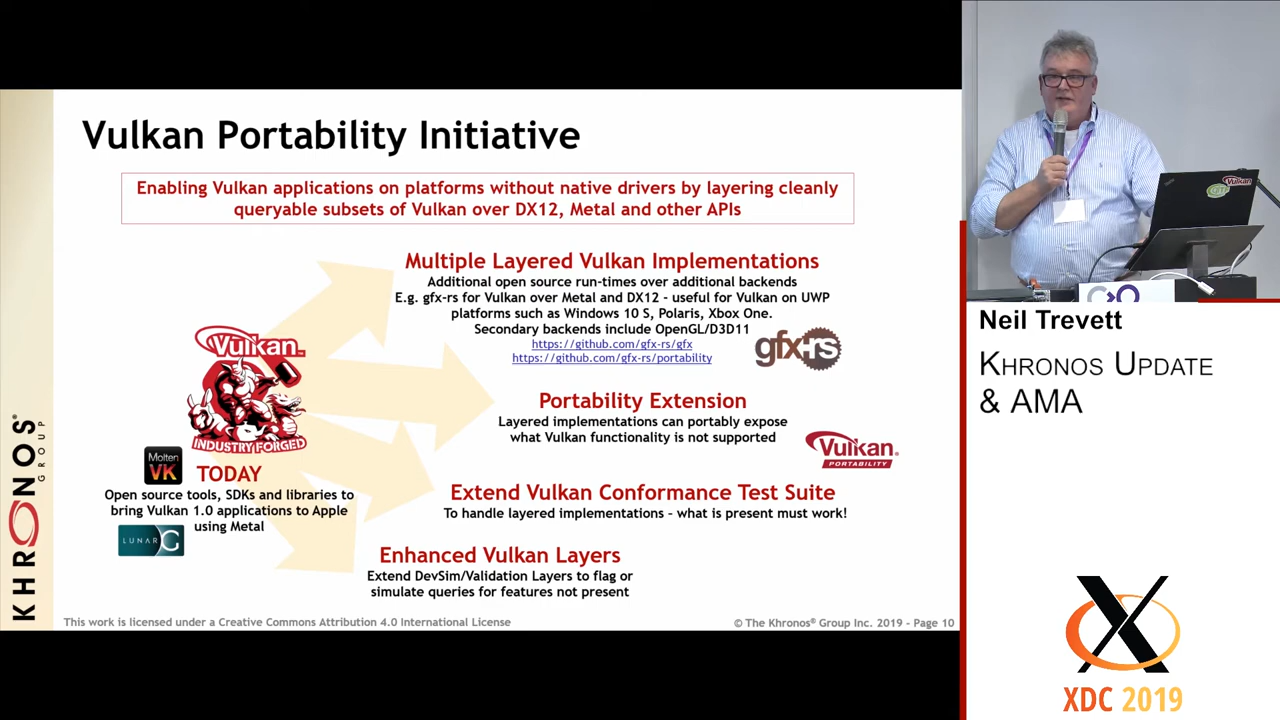 Vulkan Portability Initiative
Enabling Vulkan applications on platforms without native drivers by layering cleanly
queryable subsets of Vulkan over DX12, Metal and other APIs
Multiple Layered Vulkan Implementations
Additional open source run-times over additional backends
E.g. gfx-rs for Vulkan over Metal and DX12 - useful for Vulkan on UWP
platforms such as Windows 10 S, Polaris, Xbox One.
Secondary backends include OpenGL/D3D11
https://github.com/gfx-rs/gfx
https://github.com/gfx-rs/portability
gfx-rs
Vulkan
INDUSTRY FORGED
Portability Extension
Layered implementations can portably expose
what Vulkan functionality is not supported
Vulkan
PORTABILITY
Molten
VK
TODAY
Open source tools, SDKs and libraries to
bring Vulkan 1.0 applications to Apple
using Metal
LUNAR G
Extend Vulkan Conformance Test Suite
To handle layered implementations – what is present must work!
Enhanced Vulkan Layers
Extend DevSim/Validation Layers to flag or
simulate queries for features not present
KHRONOS®
GROUP
This work is licensed under a Creative Commons Attribution 4.0 International License
© The Khronos® Group Inc. 2019 - Page 10
Vulkan
Neil Trevett
Khronos Update
& AMA
X
XDC 2019